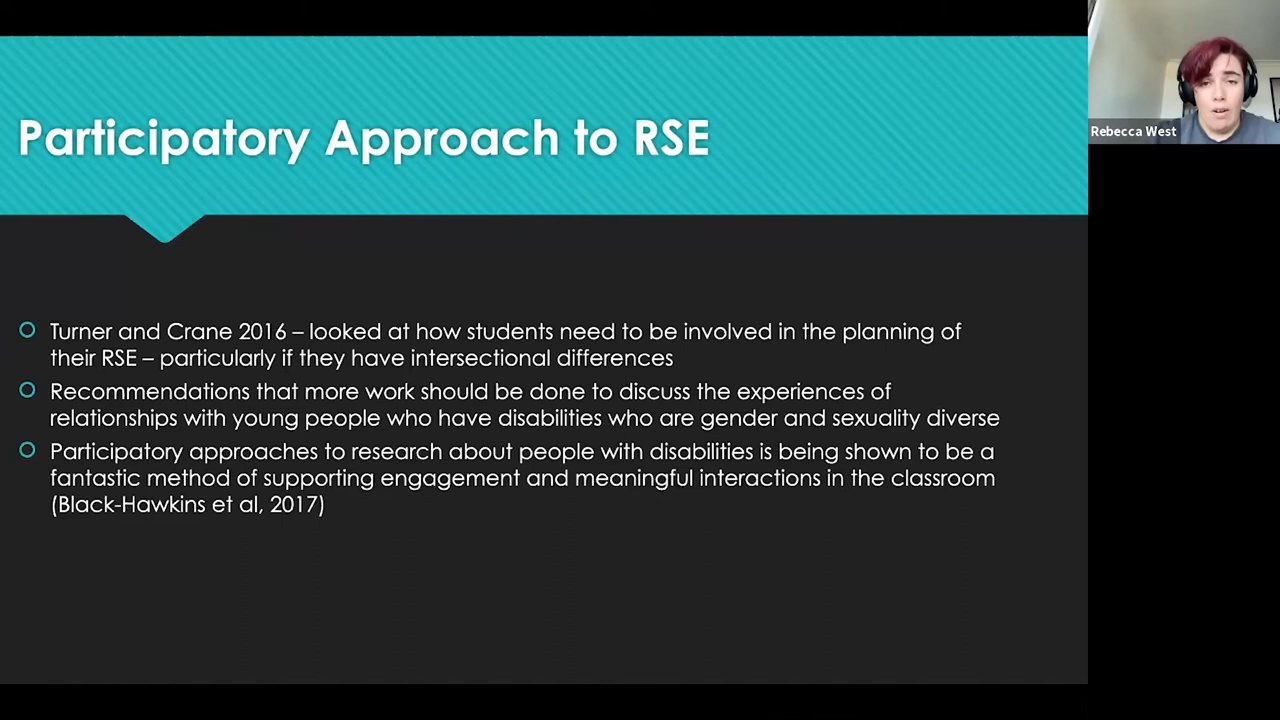 Participatory Approach to RSE
Rebecca West
Turner and Crane 2016 – looked at how students need to be involved in the planning of
their RSE – particularly if they have intersectional differences
Recommendations that more work should be done to discuss the experiences of
relationships with young people who have disabilities who are gender and sexuality diverse
Participatory approaches to research about people with disabilities is being shown to be a
fantastic method of supporting engagement and meaningful interactions in the classroom
(Black-Hawkins et al, 2017)